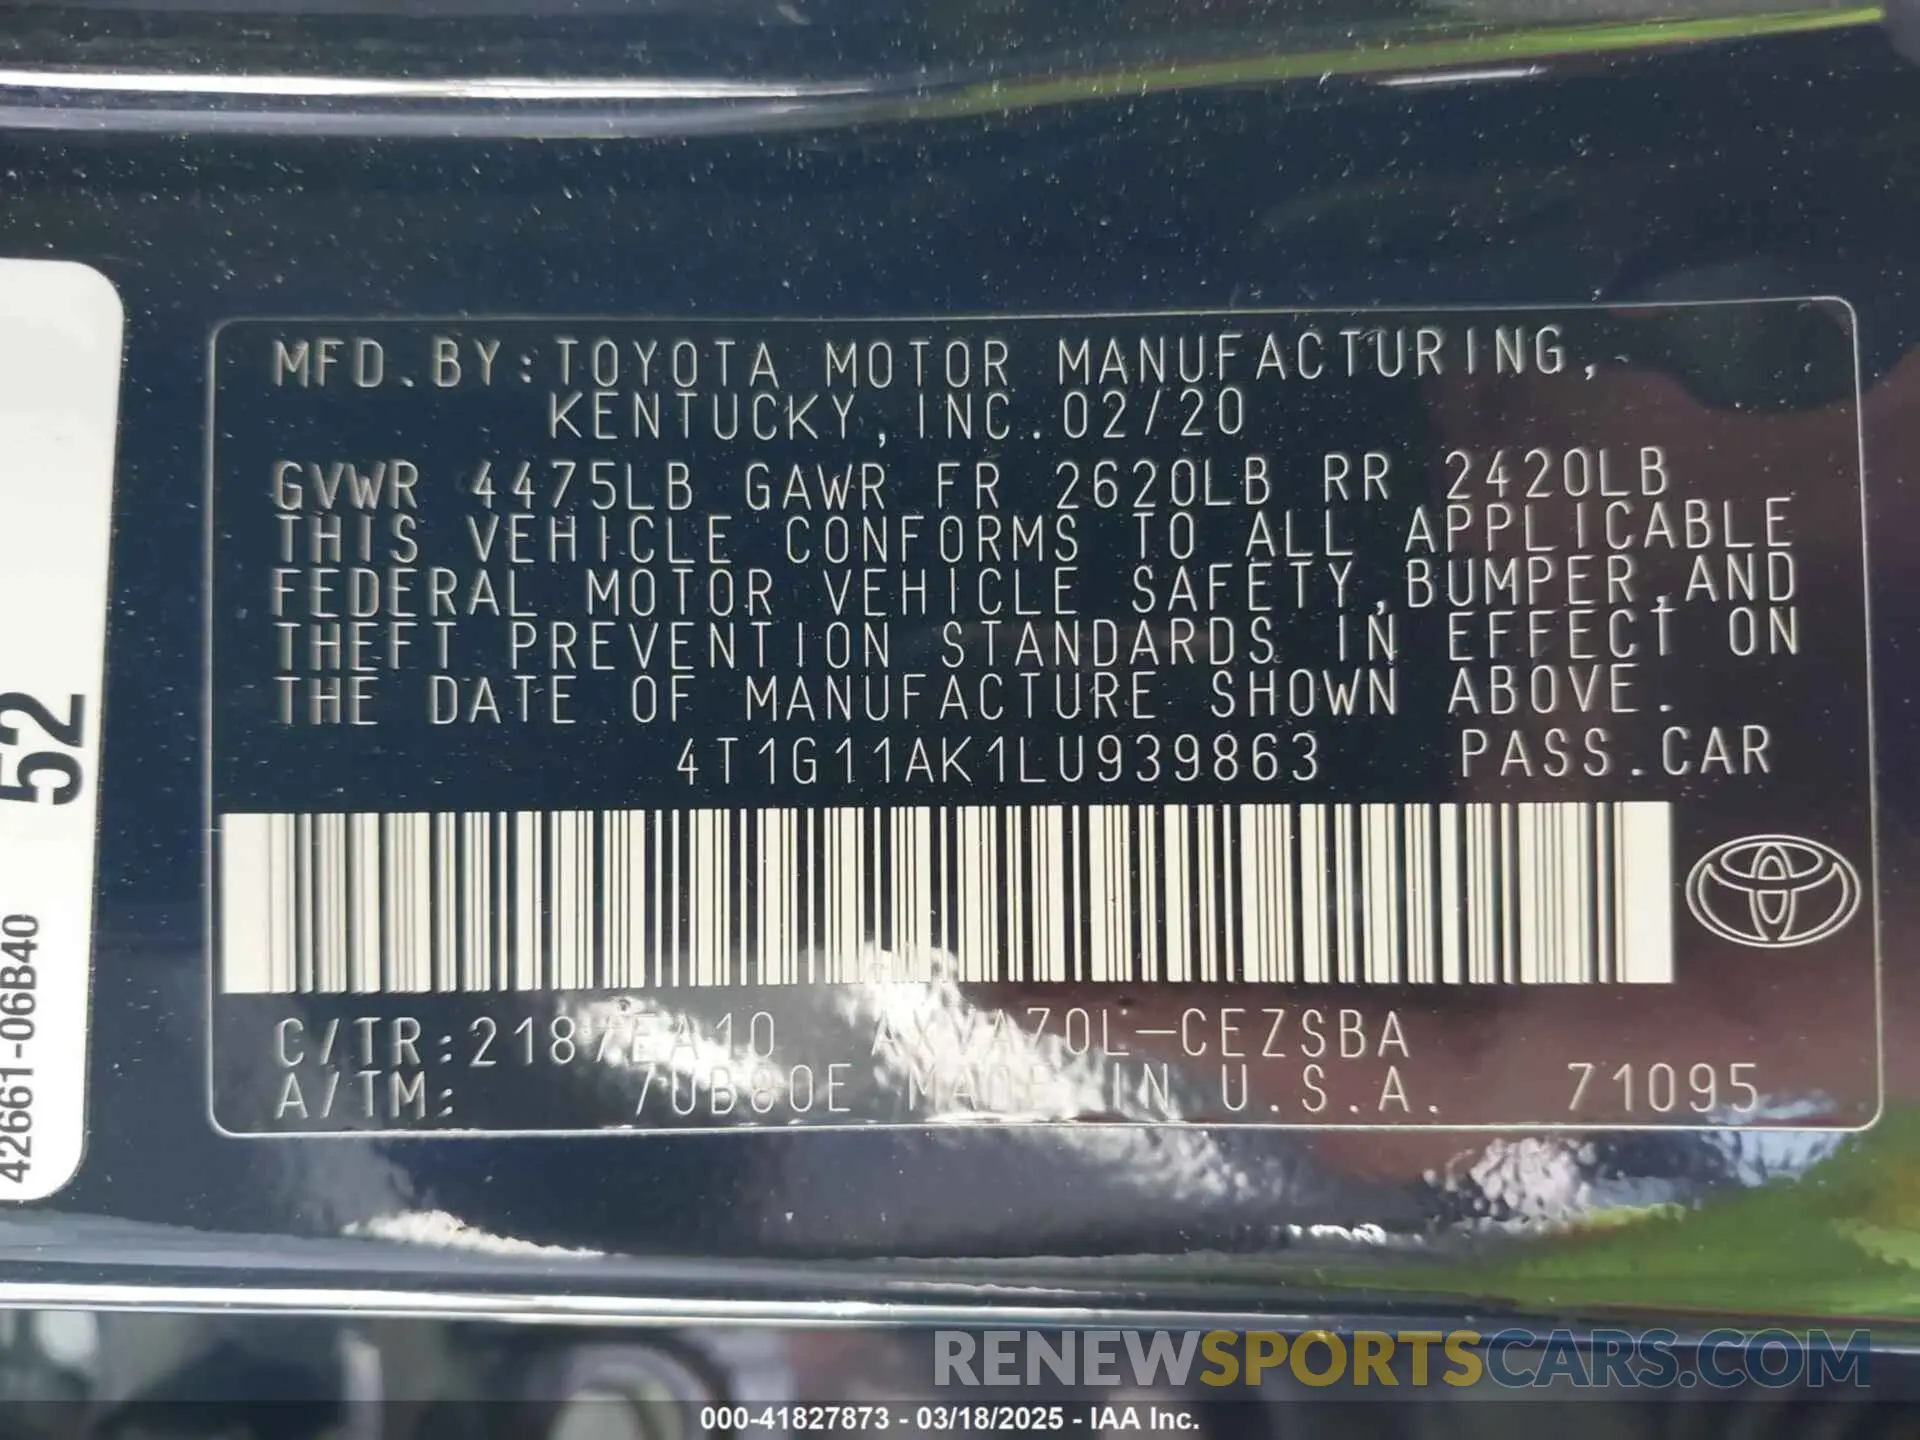 MFD.BY:TOYOTA MOTOR MANUFACTURING,
KENTUCKY,INC.02/20
GVWR 4475LB GAWR FR 2620LB RR 2420LB
THIS VEHICLE CONFORMS TO ALL APPLICABLE
FEDERAL MOTOR VEHICLE SAFETY,BUMPER,AND
THEFT PREVENTION STANDARDS IN EFFECT ON
THE DATE OF MANUFACTURE SHOWN ABOVE.
4T1G11AK1LU939863 PASS.CAR
C/TR:2187EA10 AXVA70L-CEZSBA
A/TM: /UB80E MADE IN U.S.A. 71095
52
42661-06B40
RENEWSPORTSCARS.COM
000-41827873 - 03/18/2025 - IAA Inc.